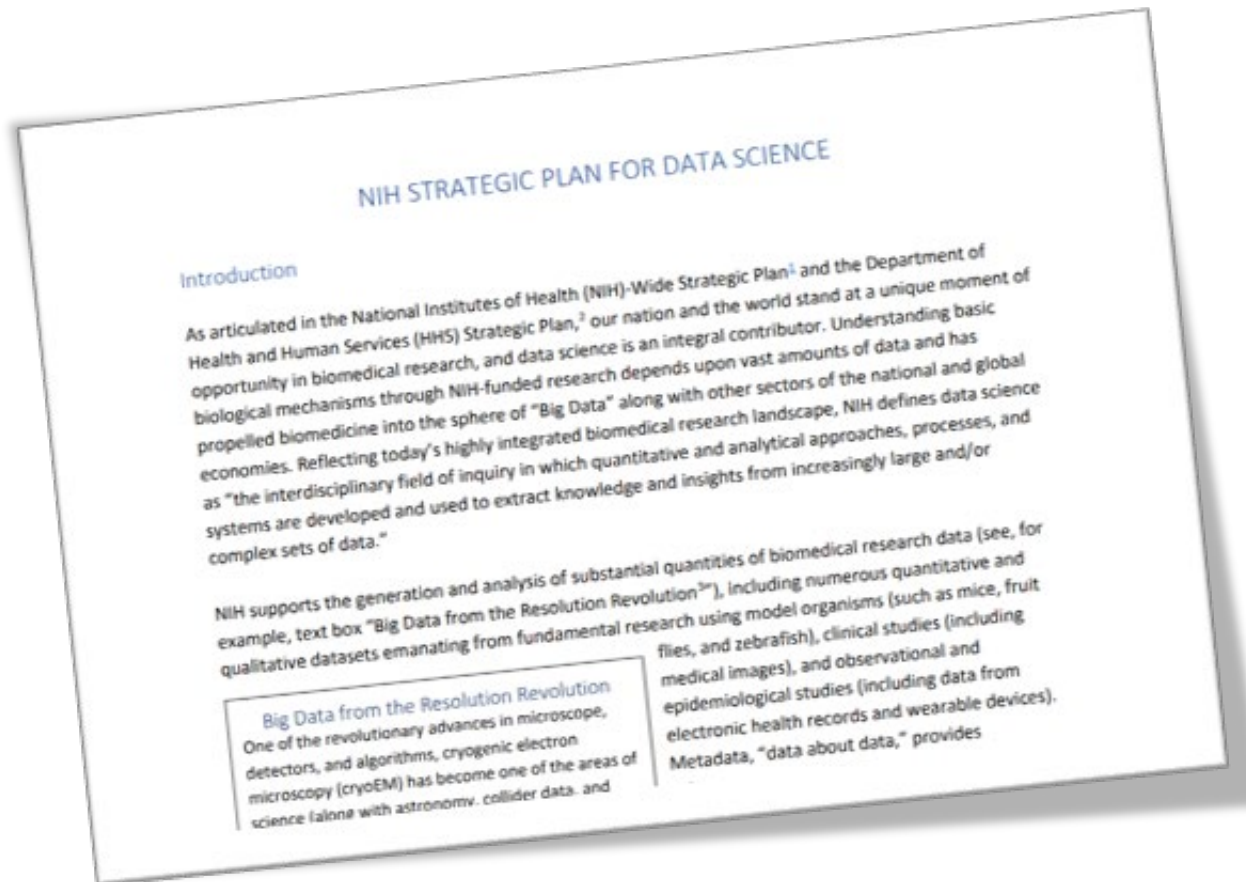 NIH STRATEGIC PLAN FOR DATA SCIENCE
Introduction
As articulated in the National Institutes of Health (NIH)-Wide Strategic Plan¹ and the Department of
Health and Human Services (HHS) Strategic Plan,² our nation and the world stand at a unique moment of
opportunity in biomedical research, and data science is an integral contributor. Understanding basic
biological mechanisms through NIH-funded research depends upon vast amounts of data and has
propelled biomedicine into the sphere of "Big Data" along with other sectors of the national and global
economies. Reflecting today's highly integrated biomedical research landscape, NIH defines data science
as "the interdisciplinary field of inquiry in which quantitative and analytical approaches, processes, and
systems are developed and used to extract knowledge and insights from increasingly large and/or
complex sets of data."
NIH supports the generation and analysis of substantial quantities of biomedical research data (see, for
example, text box "Big Data from the Resolution Revolution³"), including numerous quantitative and
qualitative datasets emanating from fundamental research using model organisms (such as mice, fruit
flies, and zebrafish), clinical studies (including
medical images), and observational and
epidemiological studies (including data from
electronic health records and wearable devices).
Metadata, "data about data," provides
Big Data from the Resolution Revolution
One of the revolutionary advances in microscope,
detectors, and algorithms, cryogenic electron
microscopy (cryoEM) has become one of the areas of
science (along with astronomy, collider data, and